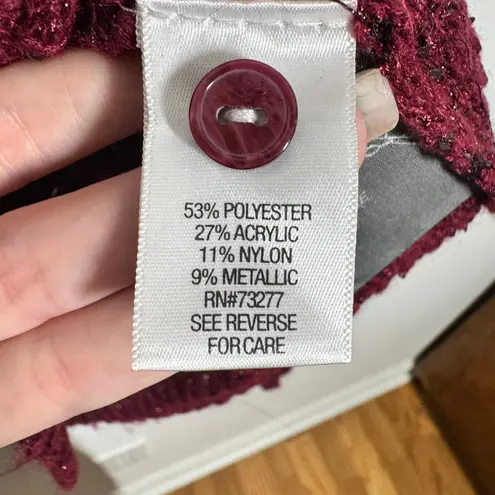 53% POLYESTER
27% ACRYLIC
11% NYLON
9% METALLIC
RN#73277
SEE REVERSE
FOR CARE